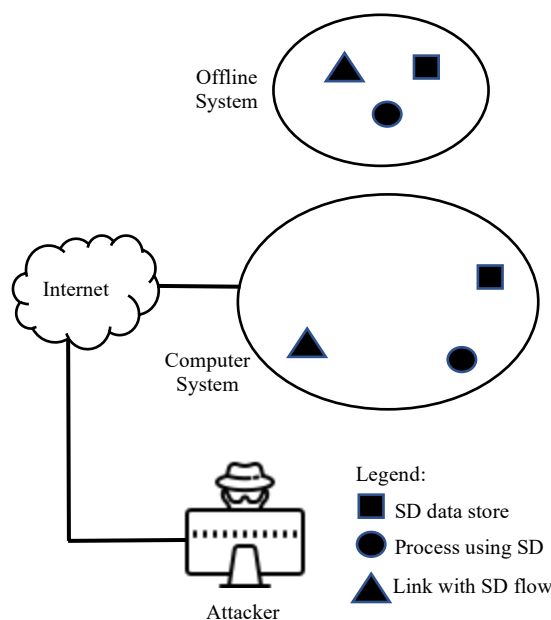 Offline
System
Internet
Computer
System
Legend:
SD data store
Process using SD
Link with SD flow
Attacker